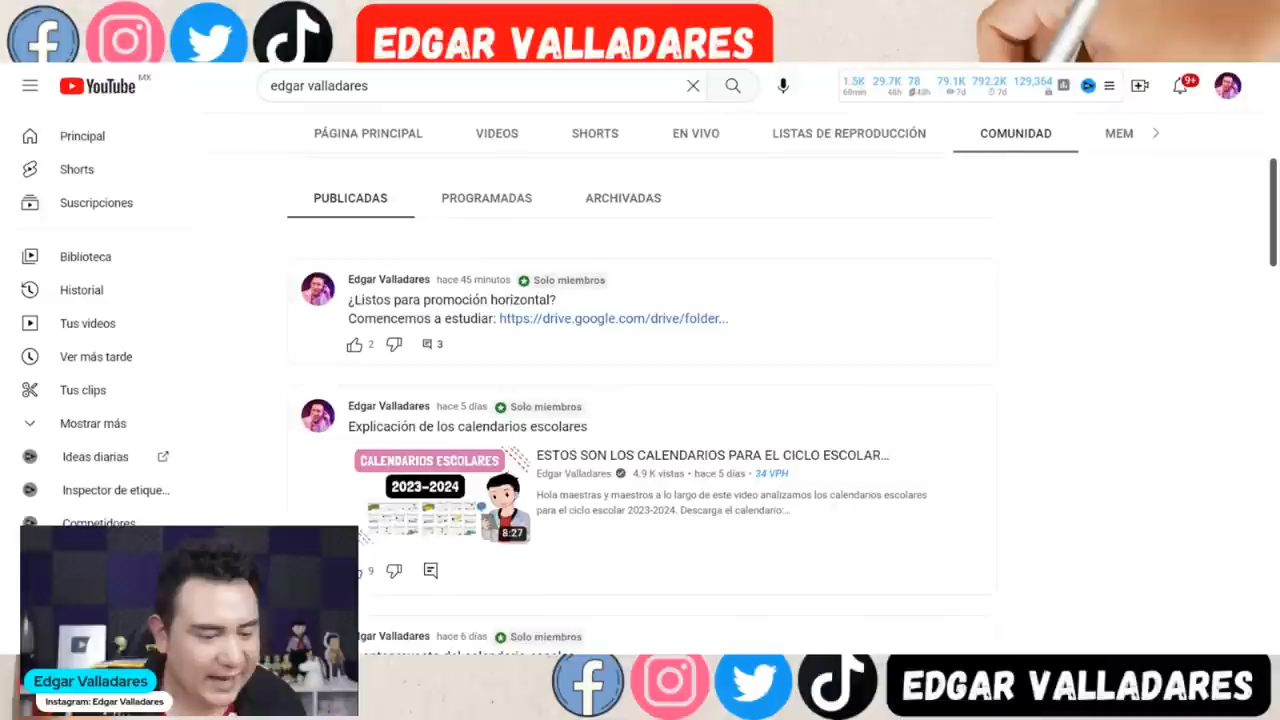 EDGAR VALLADARES
YouTube MX
edgar valladares
1.5K 29.7K 78 79.1K 792.2K 129,364
60min 48h 48h 7d 7d
9+
Principal
Shorts
Suscripciones
Biblioteca
Historial
Tus videos
Ver más tarde
Tus clips
Mostrar más
Ideas diarias
Inspector de etique...
Competidores
PÁGINA PRINCIPAL VIDEOS SHORTS EN VIVO LISTAS DE REPRODUCCIÓN COMUNIDAD MEM
PUBLICADAS PROGRAMADAS ARCHIVADAS
Edgar Valladares hace 45 minutos Solo miembros
¿Listos para promoción horizontal?
Comencemos a estudiar: https://drive.google.com/drive/folder...
2 3
Edgar Valladares hace 5 días Solo miembros
Explicación de los calendarios escolares
CALENDARIOS ESCOLARES
2023-2024
8:27
ESTOS SON LOS CALENDARIOS PARA EL CICLO ESCOLAR...
Edgar Valladares 4.9 K vistas • hace 5 días • 34 VPH
Hola maestras y maestros a lo largo de este video analizamos los calendarios escolares
para el ciclo escolar 2023-2024. Descarga el calendario:...
9
dgar Valladares hace 6 días Solo miembros
Edgar Valladares
Instagram: Edgar Valladares
EDGAR VALLADARES